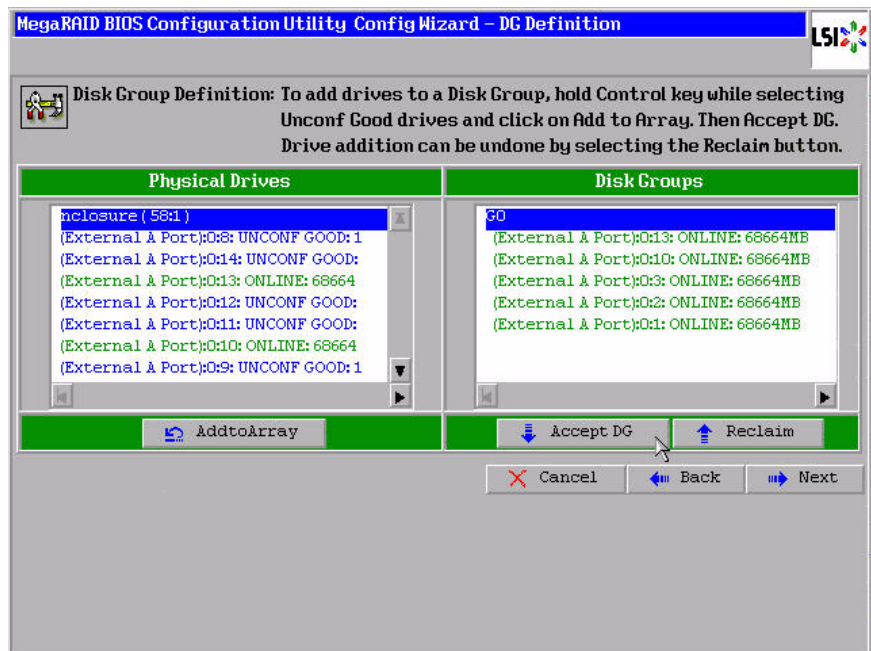 MegaRAID BIOS Configuration Utility Config Wizard – DG Definition
LSI
Disk Group Definition: To add drives to a Disk Group, hold Control key while selecting
Unconf Good drives and click on Add to Array. Then Accept DG.
Drive addition can be undone by selecting the Reclaim button.
Physical Drives
nclosure ( 58:1 )
(External A Port):0:8: UNCONF GOOD: 1
(External A Port):0:14: UNCONF GOOD:
(External A Port):0:13: ONLINE: 68664
(External A Port):0:12: UNCONF GOOD:
(External A Port):0:11: UNCONF GOOD:
(External A Port):0:10: ONLINE: 68664
(External A Port):0:9: UNCONF GOOD: 1
AddtoArray
Disk Groups
G0
(External A Port):0:13: ONLINE: 68664MB
(External A Port):0:10: ONLINE: 68664MB
(External A Port):0:3: ONLINE: 68664MB
(External A Port):0:2: ONLINE: 68664MB
(External A Port):0:1: ONLINE: 68664MB
Accept DG
Reclaim
Cancel
Back
Next